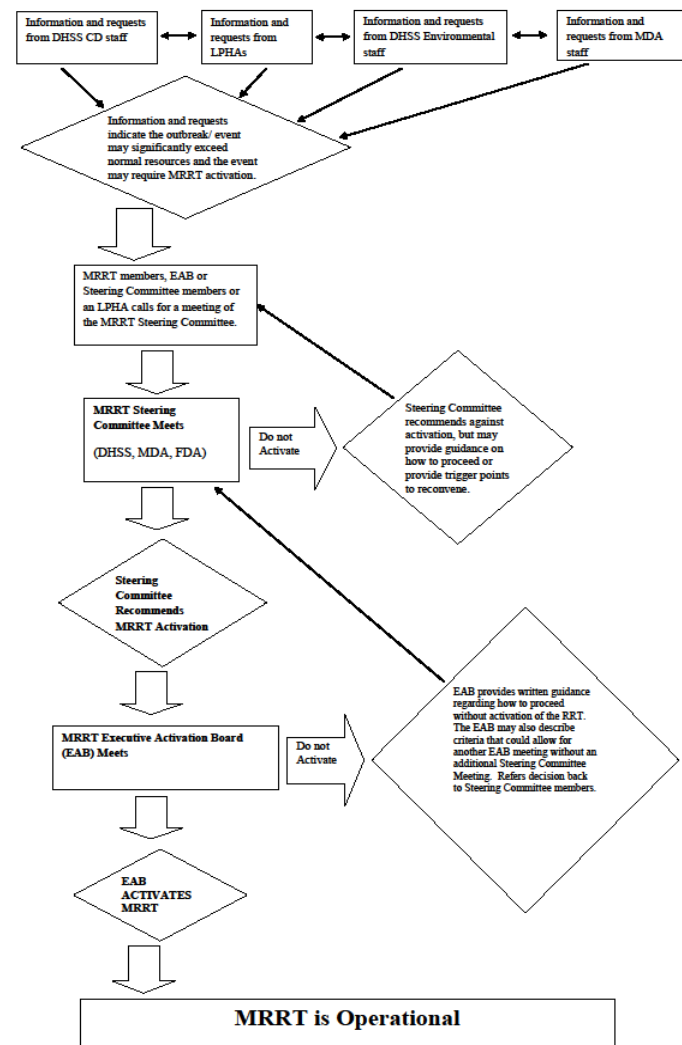 Information and requests
from DHSS CD staff
Information and
requests from
LPHAs
Information and requests
from DHSS Environmental
staff
Information and
requests from MDA
staff
Information and requests
indicate the outbreak/ event
may significantly exceed
normal resources and the event
may require MRRT activation.
MRRT members, EAB or
Steering Committee members or
an LPHA calls for a meeting of
the MRRT Steering Committee.
MRRT Steering
Committee Meets
(DHSS, MDA, FDA)
Do not
Activate
Steering Committee
recommends against
activation, but may
provide guidance on
how to proceed or
provide trigger points
to reconvene.
Steering
Committee
Recommends
MRRT Activation
MRRT Executive Activation Board
(EAB) Meets
Do not
Activate
EAB provides written guidance
regarding how to proceed
without activation of the RRT.
The EAB may also describe
criteria that could allow for
another EAB meeting without an
additional Steering Committee
Meeting.  Refers decision back
to Steering Committee members.
EAB
ACTIVATES
MRRT
MRRT is Operational